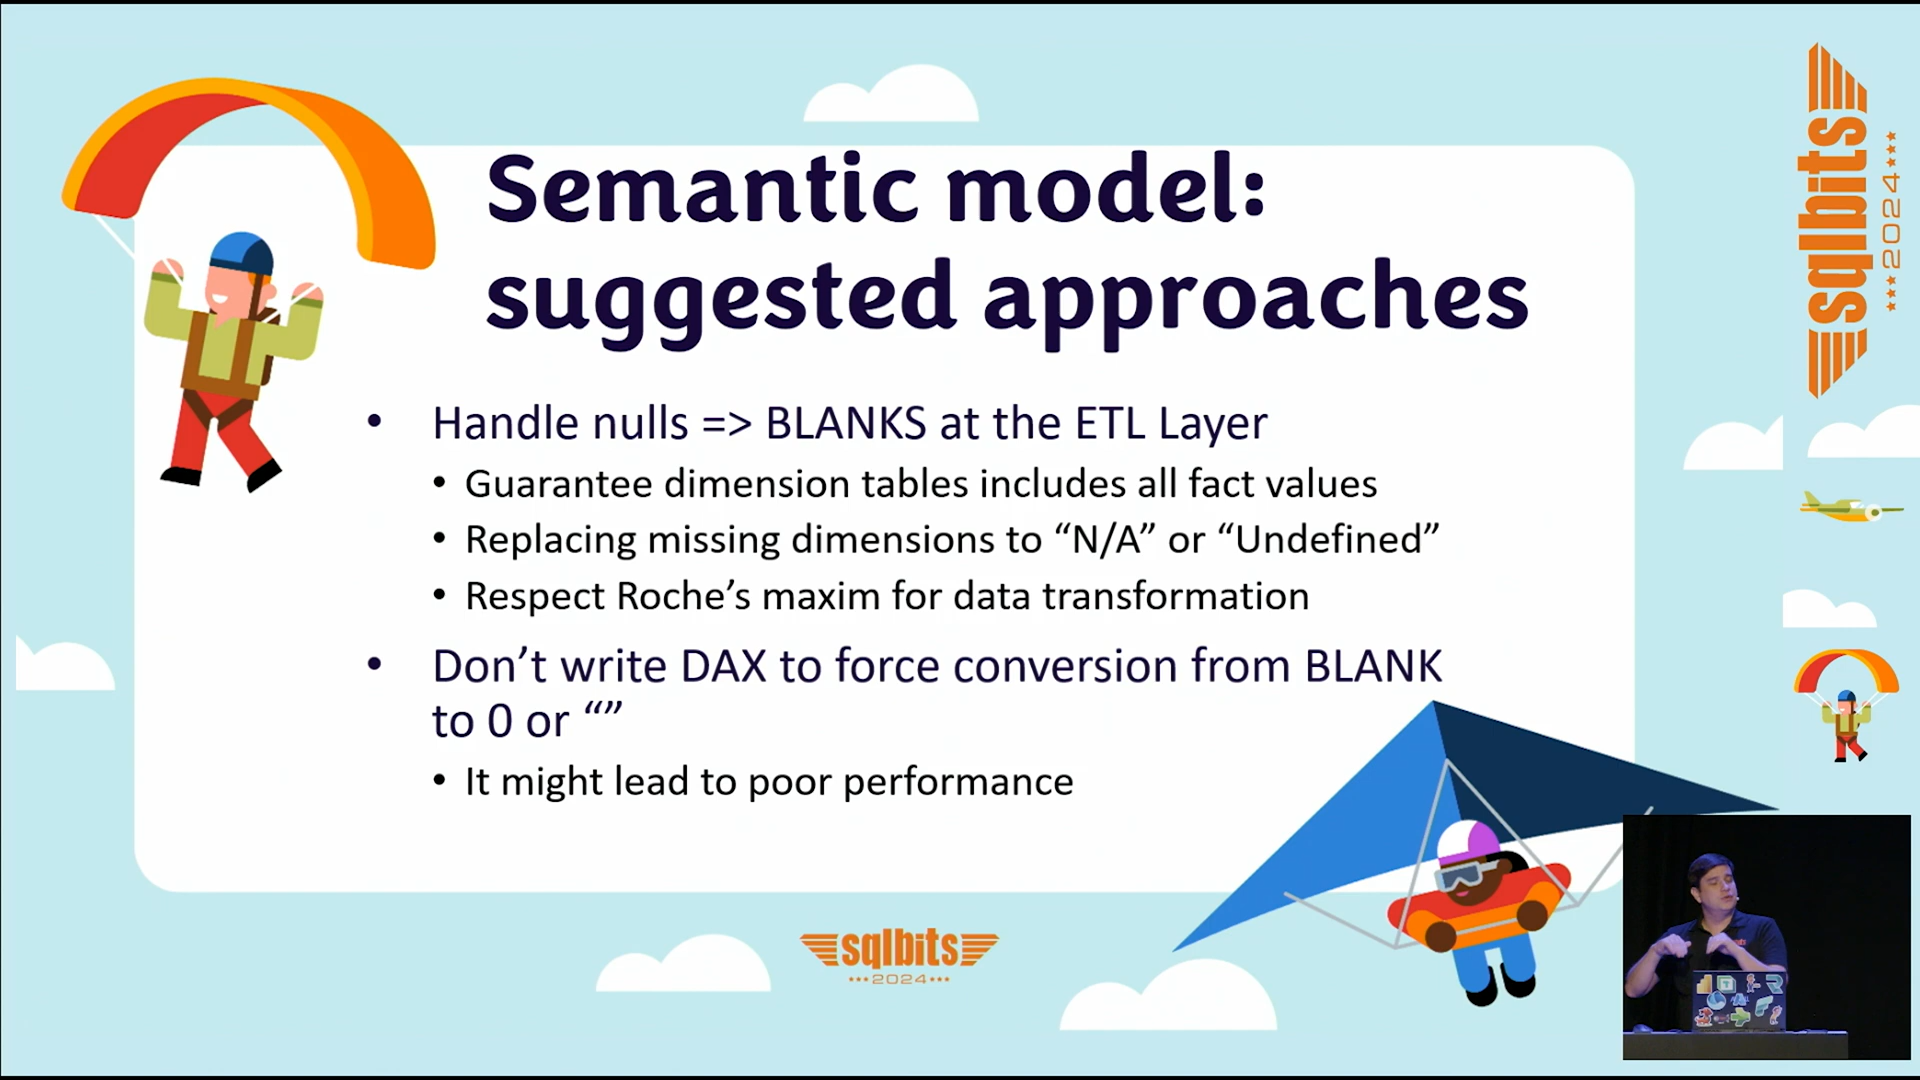 Semantic model:
suggested approaches
• Handle nulls => BLANKS at the ETL Layer
• Guarantee dimension tables includes all fact values
• Replacing missing dimensions to “N/A” or “Undefined”
• Respect Roche’s maxim for data transformation
• Don’t write DAX to force conversion from BLANK
to 0 or “”
• It might lead to poor performance
sqlbits
2024
sqlbits
2024